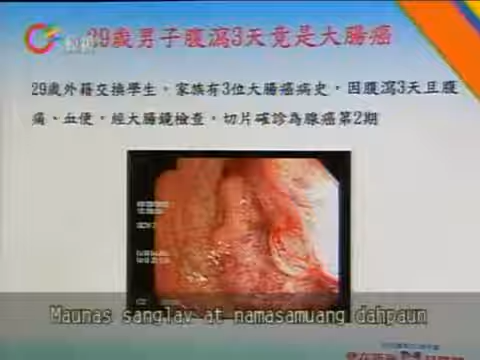 29歲男子腹瀉3天竟是大腸癌
29歲外籍交換學生，家族有3位大腸癌病史，因腹瀉3天且腹
痛、血便，經大腸鏡檢查，切片確診為腺癌第2期
Maunas sanglav at namasamuang dahpaun